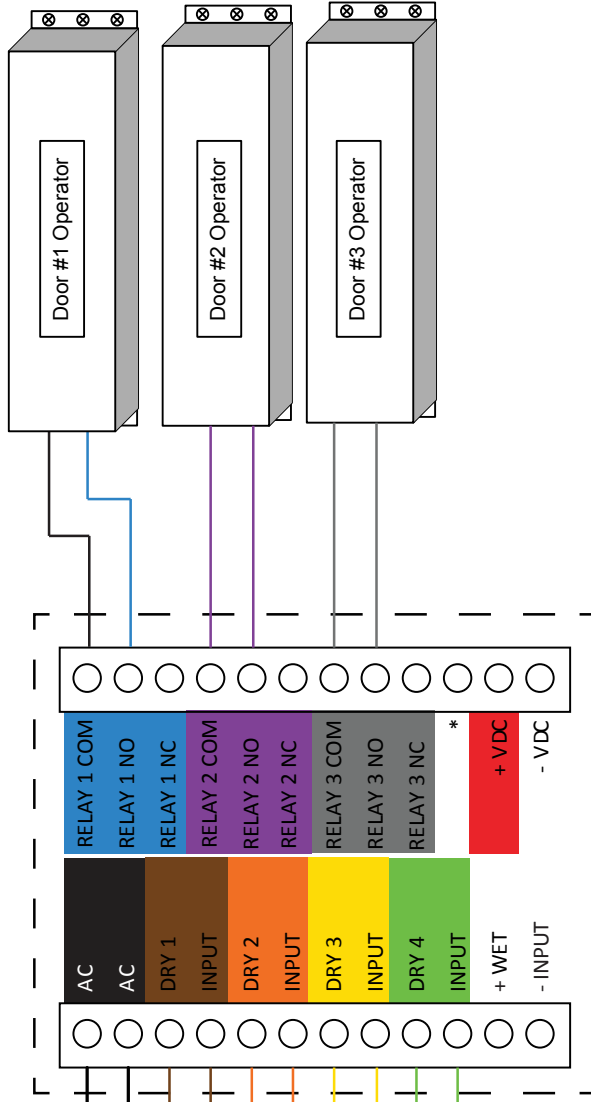 Door #1 Operator
Door #2 Operator
Door #3 Operator
RELAY 1 COM
RELAY 1 NO
RELAY 1 NC
RELAY 2 COM
RELAY 2 NO
RELAY 2 NC
RELAY 3 COM
RELAY 3 NO
RELAY 3 NC
*
+ VDC
- VDC
AC
AC
DRY 1
INPUT
DRY 2
INPUT
DRY 3
INPUT
DRY 4
INPUT
+ WET
- INPUT